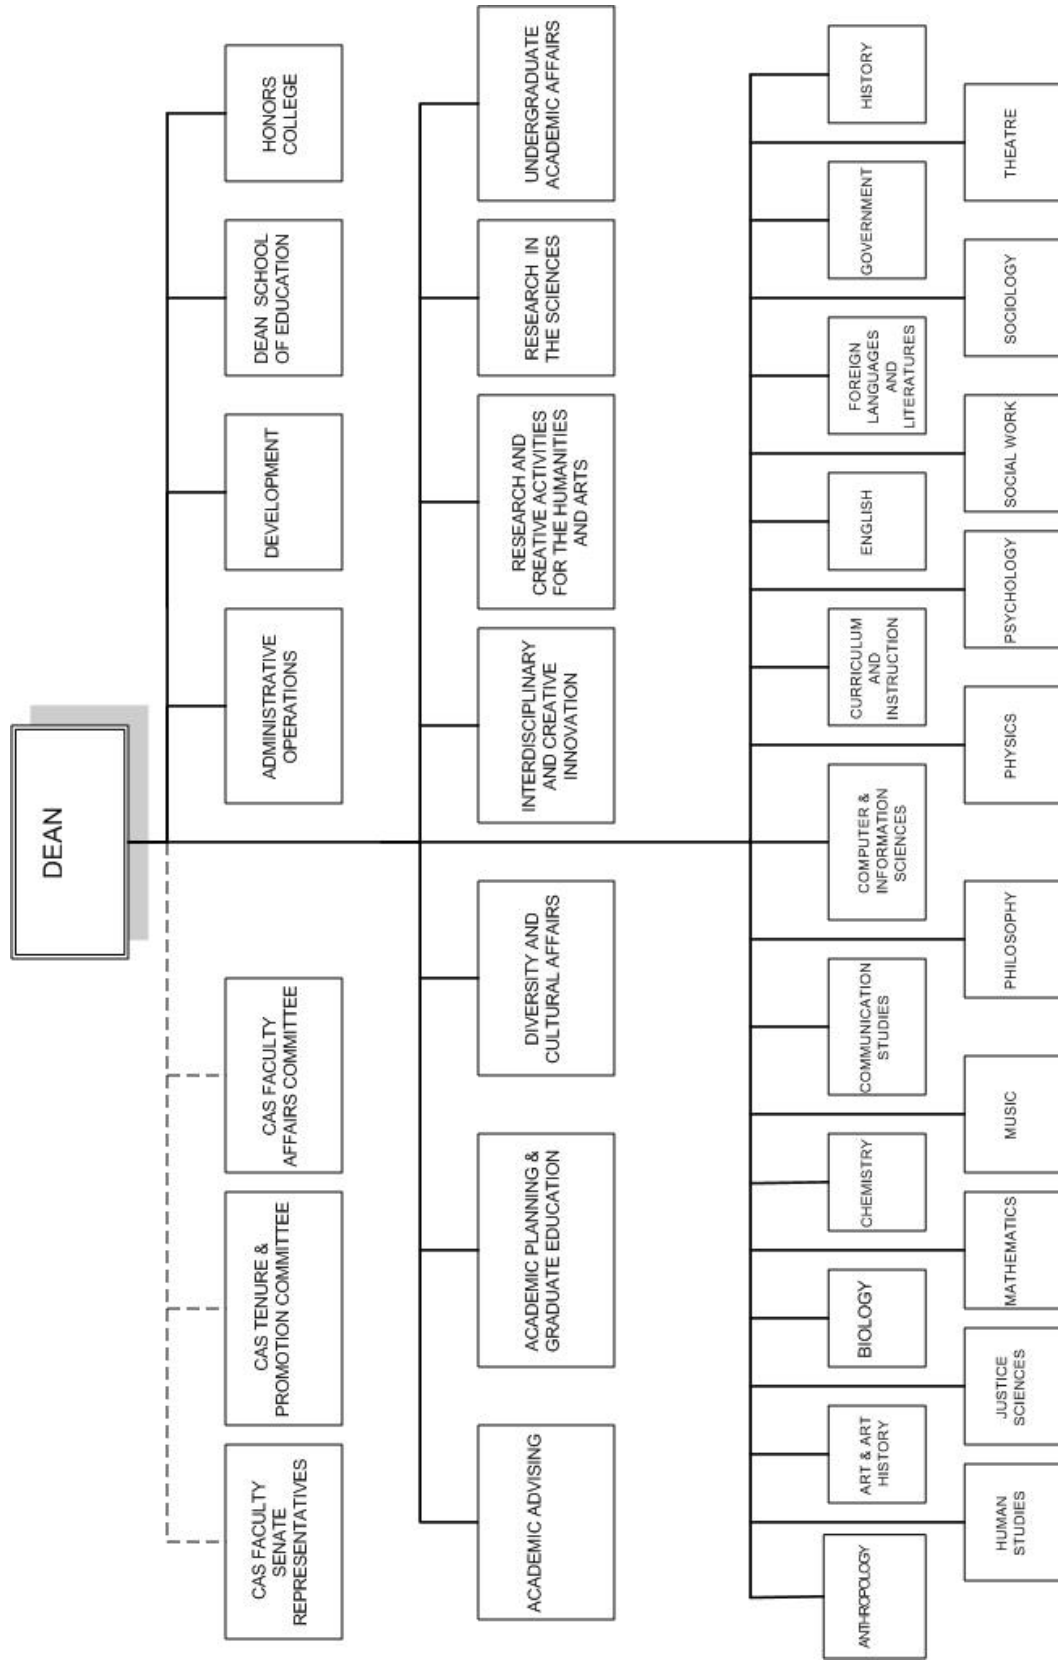 DEAN
CAS FACULTY
SENATE
REPRESENTATIVES
CAS TENURE &
PROMOTION COMMITTEE
CAS FACULTY
AFFAIRS COMMITTEE
ADMINISTRATIVE
OPERATIONS
DEVELOPMENT
DEAN SCHOOL
OF EDUCATION
HONORS
COLLEGE
ACADEMIC ADVISING
ACADEMIC PLANNING &
GRADUATE EDUCATION
DIVERSITY AND
CULTURAL AFFAIRS
INTERDISCIPLINARY
AND CREATIVE
INNOVATION
RESEARCH AND
CREATIVE ACTIVITIES
FOR THE HUMANITIES
AND ARTS
RESEARCH IN
THE SCIENCES
UNDERGRADUATE
ACADEMIC AFFAIRS
ANTHROPOLOGY
ART & ART
HISTORY
BIOLOGY
CHEMISTRY
COMMUNICATION
STUDIES
COMPUTER &
INFORMATION
SCIENCES
CURRICULUM
AND
INSTRUCTION
ENGLISH
FOREIGN
LANGUAGES
AND
LITERATURES
GOVERNMENT
HISTORY
HUMAN
STUDIES
JUSTICE
SCIENCES
MATHEMATICS
MUSIC
PHILOSOPHY
PHYSICS
PSYCHOLOGY
SOCIAL WORK
SOCIOLOGY
THEATRE